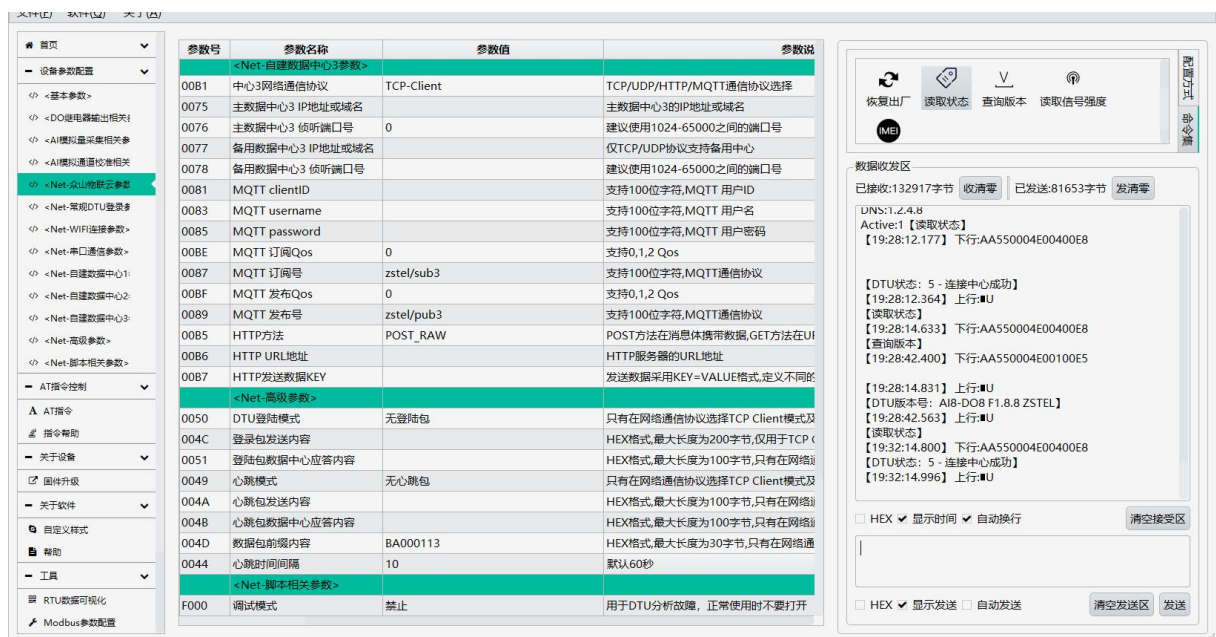 文件(F) 软件(Q) 关于(A)
首页
设备参数配置
<基本参数>
<DO继电器输出相关
<AI模拟量采集相关参
<AI模拟通道校准相关
<Net-众山物联云参数
<Net-常规DTU登录参
<Net-WIFI连接参数>
<Net-串口通信参数>
<Net-自建数据中心1
<Net-自建数据中心2
<Net-自建数据中心3
<Net-高级参数>
<Net-脚本相关参数>
AT指令控制
A AT指令
指令帮助
关于设备
固件升级
关于软件
自定义样式
帮助
工具
RTU数据可视化
Modbus参数配置
参数号 参数名称 参数值 参数说
<Net-自建数据中心3参数>
00B1 中心3网络通信协议 TCP-Client TCP/UDP/HTTP/MQTT通信协议选择
0075 主数据中心3 IP地址或域名 主数据中心3的IP地址或域名
0076 主数据中心3 侦听端口号 0 建议使用1024-65000之间的端口号
0077 备用数据中心3 IP地址或域名 仅TCP/UDP协议支持备用中心
0078 备用数据中心3 侦听端口号 建议使用1024-65000之间的端口号
0081 MQTT clientID 支持100位字符,MQTT 用户ID
0083 MQTT username 支持100位字符,MQTT 用户名
0085 MQTT password 支持100位字符,MQTT 用户密码
00BE MQTT 订阅Qos 0 支持0,1,2 Qos
0087 MQTT 订阅号 zstel/sub3 支持100位字符,MQTT通信协议
00BF MQTT 发布Qos 0 支持0,1,2 Qos
0089 MQTT 发布号 zstel/pub3 支持100位字符,MQTT通信协议
00B5 HTTP方法 POST_RAW POST方法在消息体携带数据,GET方法在UR
00B6 HTTP URL地址 HTTP服务器的URL地址
00B7 HTTP发送数据KEY 发送数据采用KEY=VALUE格式,定义不同的
<Net-高级参数>
0050 DTU登陆模式 无登陆包 只有在网络通信协议选择TCP Client模式及
004C 登录包发送内容 HEX格式,最大长度为200字节,仅用于TCP C
0051 登陆包数据中心应答内容 HEX格式,最大长度为100字节,只有在网络通
0049 心跳模式 无心跳包 只有在网络通信协议选择TCP Client模式及
004A 心跳包发送内容 HEX格式,最大长度为100字节,只有在网络通
004B 心跳包数据中心应答内容 HEX格式,最大长度为100字节,只有在网络通
004D 数据包前缀内容 BA000113 HEX格式,最大长度为30字节,只有在网络通
0044 心跳时间间隔 10 默认60秒
<Net-脚本相关参数>
F000 调试模式 禁止 用于DTU分析故障，正常使用时不要打开
恢复出厂 读取状态 查询版本 读取信号强度
IMEI
配置方式
命令集
数据收发区
已接收:132917字节 收清零 已发送:81653字节 发清零
DNS:1.2.4.8
Active:1【读取状态】
【19:28:12.177】下行:AA550004E00400E8
【DTU状态：5 - 连接中心成功】
【19:28:12.364】上行:■U
【读取状态】
【19:28:14.633】下行:AA550004E00400E8
【查询版本】
【19:28:42.400】下行:AA550004E00100E5
【19:28:14.831】上行:■U
【DTU版本号：AI8-DO8 F1.8.8 ZSTEL】
【19:28:42.563】上行:■U
【读取状态】
【19:32:14.800】下行:AA550004E00400E8
【DTU状态：5 - 连接中心成功】
【19:32:14.996】上行:■U
HEX 显示时间 自动换行 清空接受区
HEX 显示发送 自动发送 清空发送区 发送